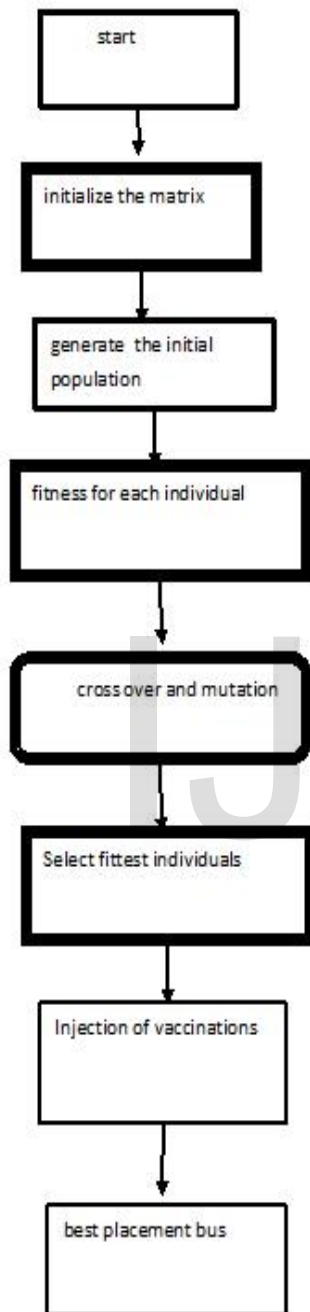 start
initialize the matrix
generate the initial
population
fitness for each individual
cross over and mutation
IJ
Select fittest individuals
Injection of vaccinations
best placement bus